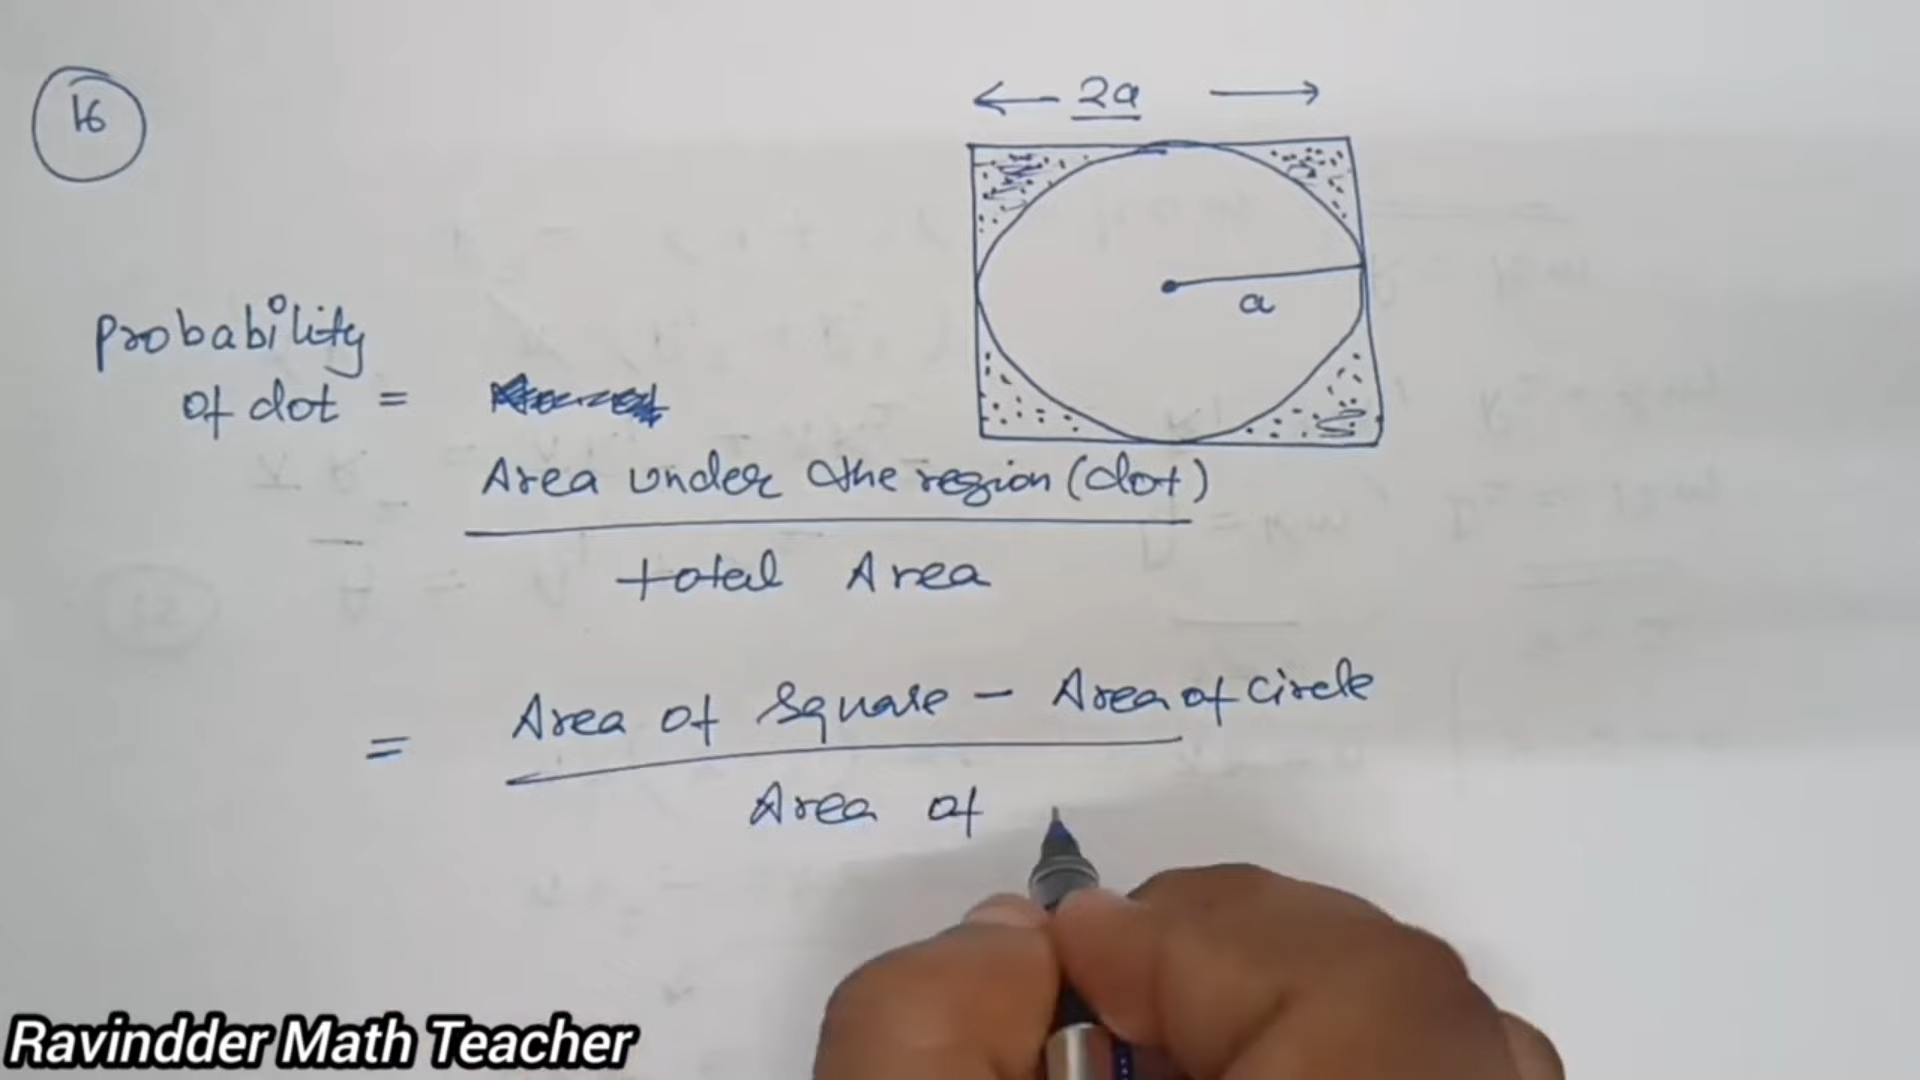 16
← 2a →
a
Probability
of dot =
Area under the region (dot)
total Area
= Area of Square - Area of Circle
Area of
Ravindder Math Teacher